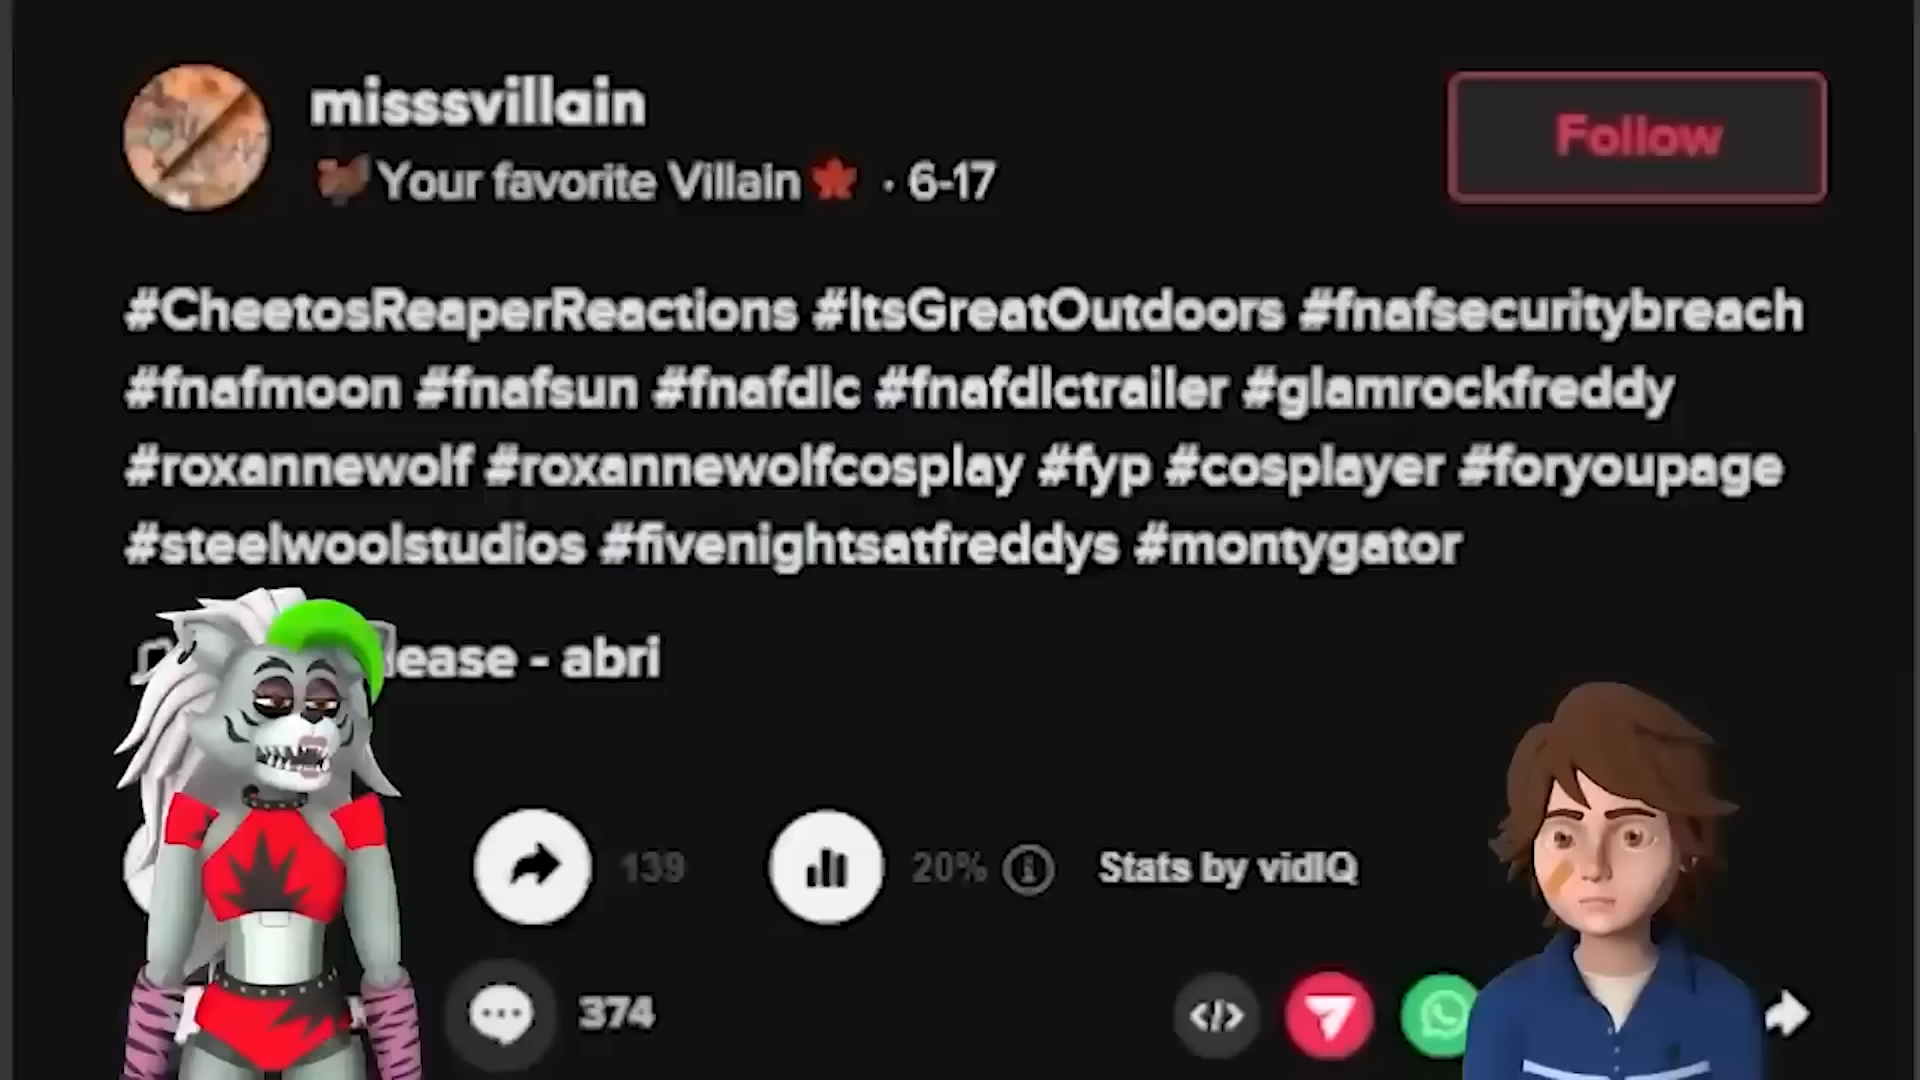 misssvillain
Your favorite Villain · 6-17
Follow
#CheetosReaperReactions #ItsGreatOutdoors #fnafsecuritybreach
#fnafmoon #fnafsun #fnafdlc #fnafdlctrailer #glamrockfreddy
#roxannewolf #roxannewolfcosplay #fyp #cosplayer #foryoupage
#steelwoolstudios #fivenightsatfreddys #montygator
- abri
139
20%
Stats by vidIQ
374